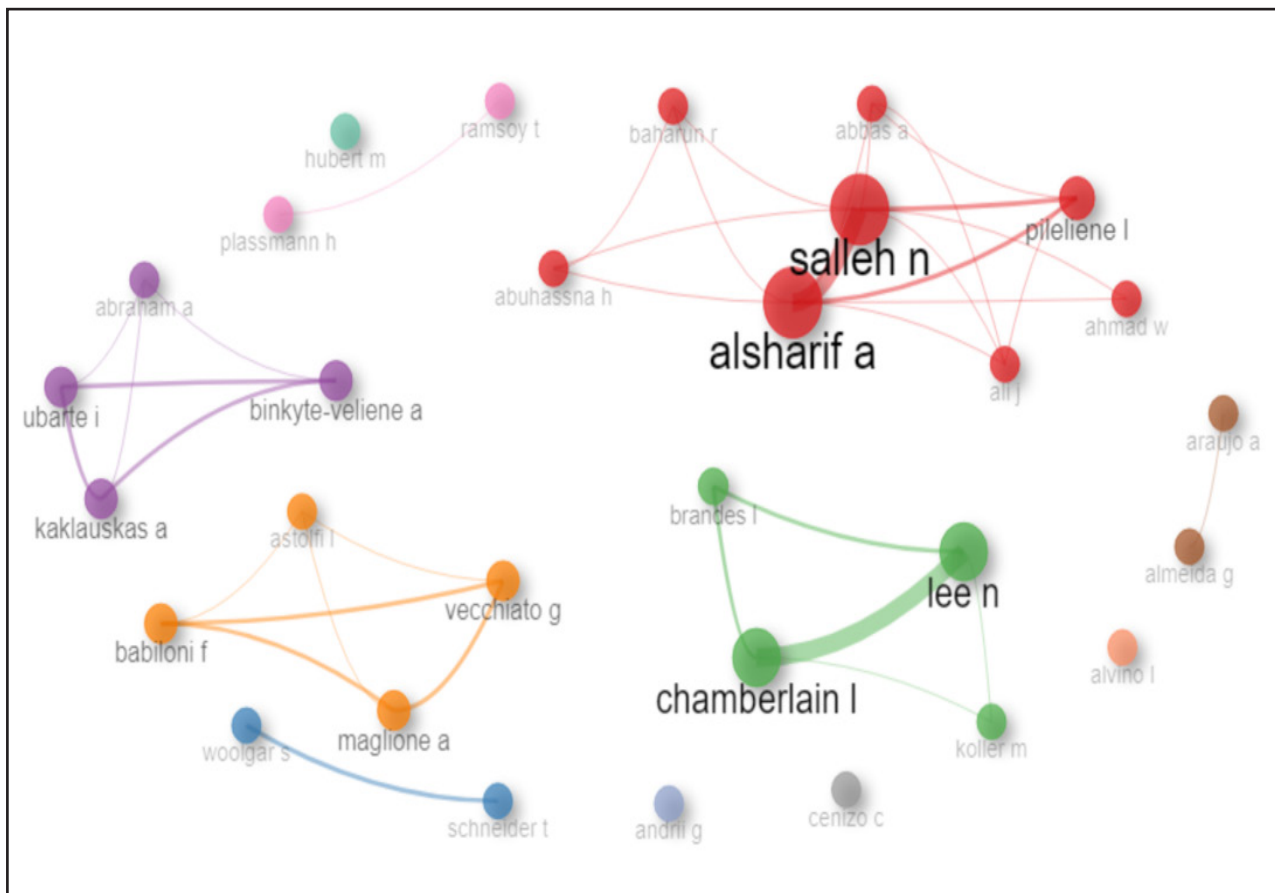 ramsoy t
hubert m
baharun r
abbas a
plassmann h
pileliene l
salleh n
abuhassna h
abraham a
ahmad w
alsharif a
ali j
binkyte-veliene a
ubarte i
araujo a
kaklauskas a
brandes l
astolfi l
almeida g
lee n
vecchiato g
babiloni f
alvino l
chamberlain l
maglione a
woolgar s
koller m
cenizo c
schneider t
andrii g